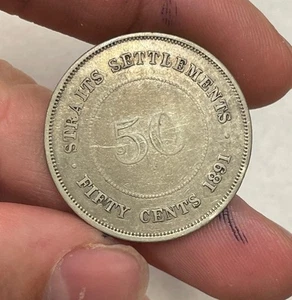 · STRAITS SETTLEMENTS ·
50
FIFTY CENTS 1891